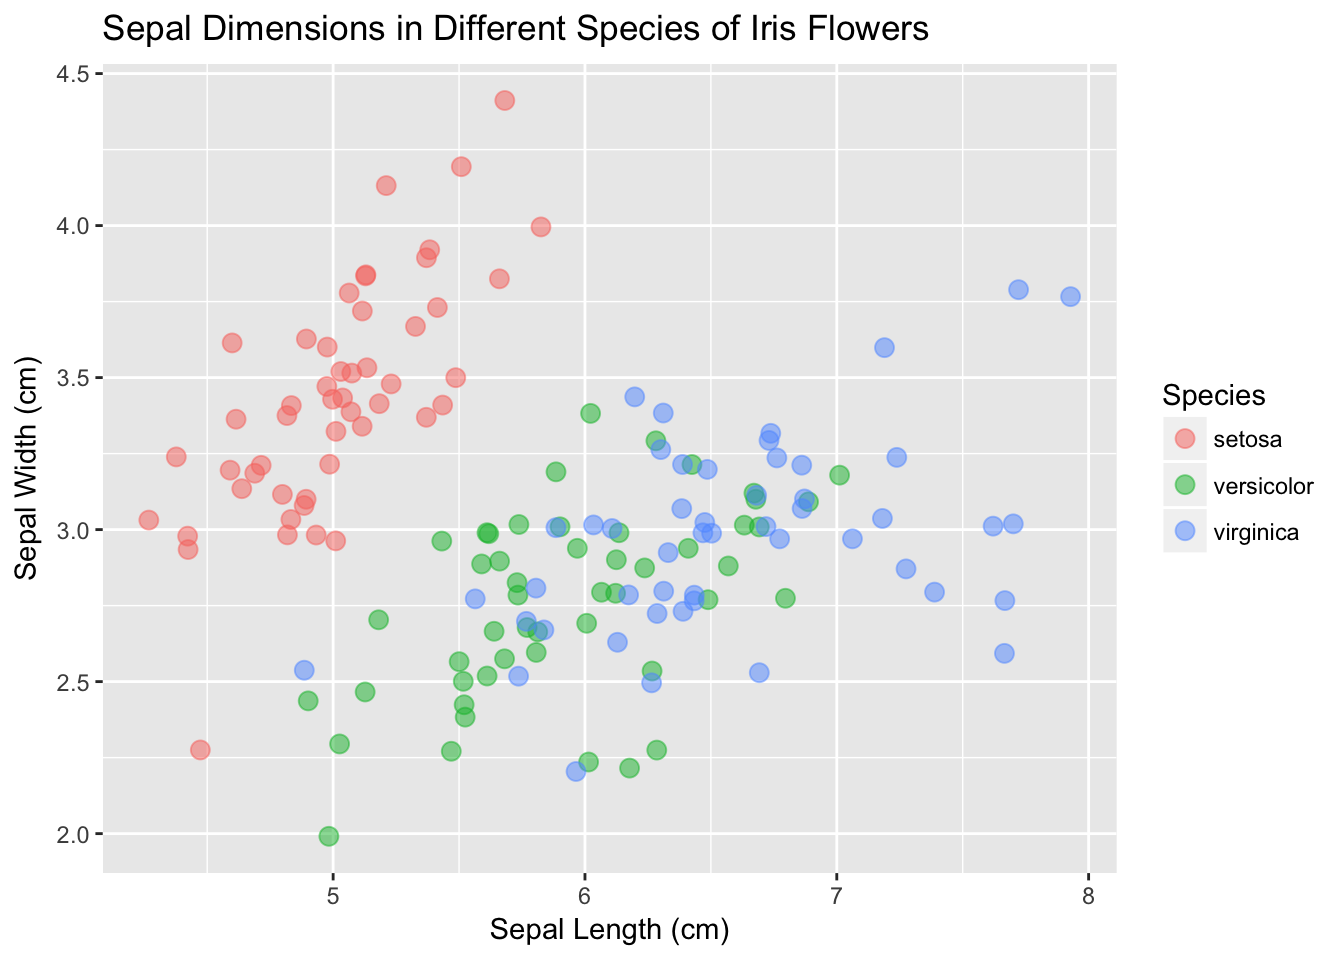 Sepal Dimensions in Different Species of Iris Flowers
4.5
4.0
3.5
3.0
2.5
2.0
Sepal Width (cm)
5 6 7 8
Sepal Length (cm)
Species
setosa
versicolor
virginica